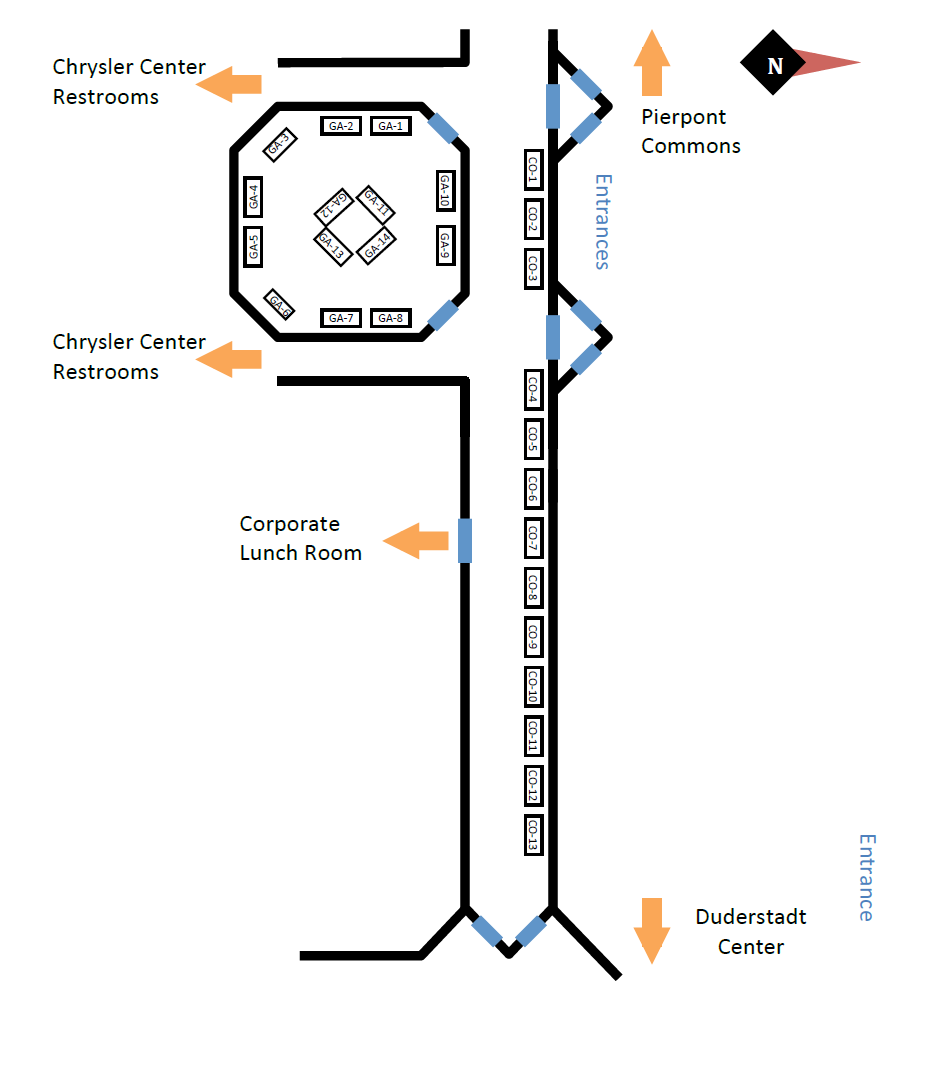 Chrysler Center
Restrooms
N
Pierpont
Commons
GA-2
GA-1
GA-3
GA-4
GA-5
GA-6
GA-7
GA-8
GA-9
GA-10
GA-11
GA-12
GA-13
GA-14
CO-1
CO-2
CO-3
Entrances
Chrysler Center
Restrooms
CO-4
CO-5
CO-6
CO-7
Corporate
Lunch Room
CO-8
CO-9
CO-10
CO-11
CO-12
CO-13
Entrance
Duderstadt
Center